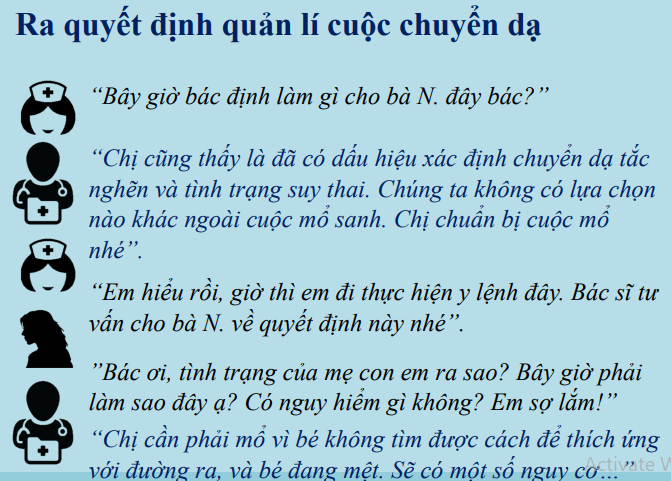 Ra quyết định quản lí cuộc chuyển dạ
“Bây giờ bác định làm gì cho bà N. đây bác?”
“Chị cũng thấy là đã có dấu hiệu xác định chuyển dạ tắc
nghẽn và tình trạng suy thai. Chúng ta không có lựa chọn
nào khác ngoài cuộc mổ sanh. Chị chuẩn bị cuộc mổ
nhé”.
“Em hiểu rồi, giờ thì em đi thực hiện y lệnh đây. Bác sĩ tư
vấn cho bà N. về quyết định này nhé”.
”Bác ơi, tình trạng của mẹ con em ra sao? Bây giờ phải
làm sao đây ạ? Có nguy hiểm gì không? Em sợ lắm!”
“Chị cần phải mổ vì bé không tìm được cách để thích ứng
với đường ra, và bé đang mệt. Sẽ có một số nguy cơ…”
Activate W